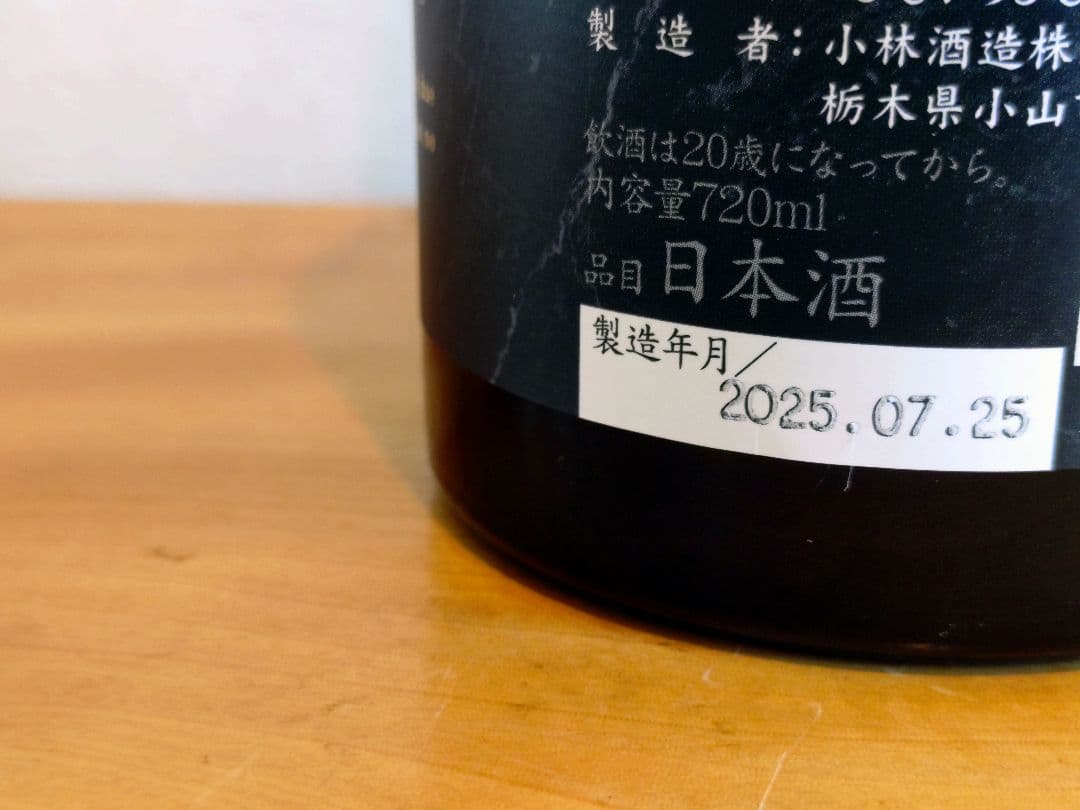 製造者：小林酒造株
栃木県小山
飲酒は20歳になってから。
内容量720ml
品目 日本酒
製造年月/
2025.07.25